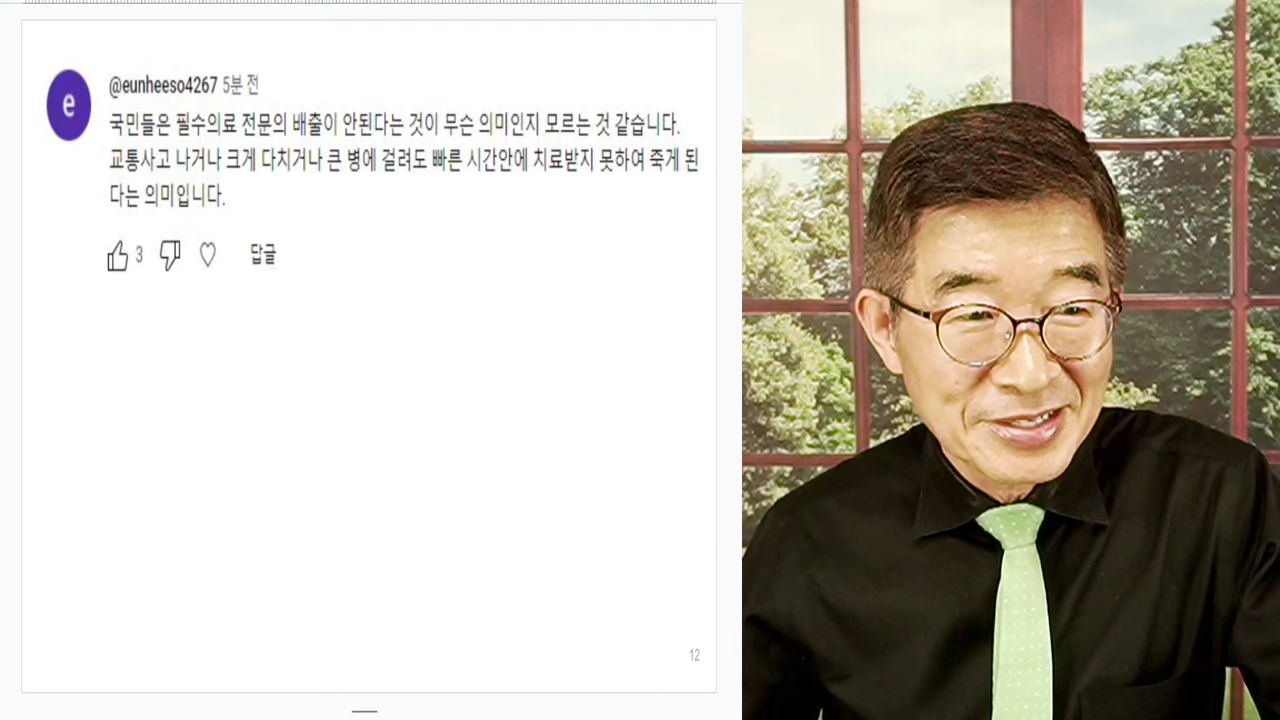 e
@eunheeso4267 5분 전
국민들은 필수의료 전문의 배출이 안된다는 것이 무슨 의미인지 모르는 것 같습니다.
교통사고 나거나 크게 다치거나 큰 병에 걸려도 빠른 시간안에 치료받지 못하여 죽게 된
다는 의미입니다.
3 답글
12